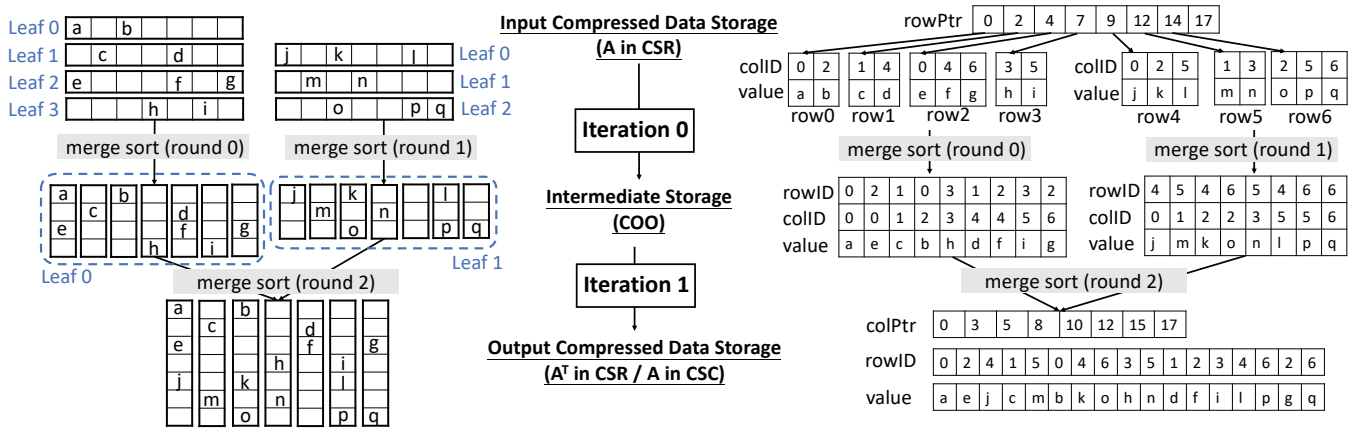 Leaf 0 a b
Leaf 1 c d
Leaf 2 e f g
Leaf 3 h i
j k l Leaf 0
m n Leaf 1
o p q Leaf 2
merge sort (round 0)
merge sort (round 1)
a b
c d
e f g
h i
Leaf 0
j k l
m n
o p q
Leaf 1
merge sort (round 2)
a b
c d
e f g
h i
j k l
m n
o p q
Input Compressed Data Storage
(A in CSR)
Iteration 0
Intermediate Storage
(COO)
Iteration 1
Output Compressed Data Storage
(Aᵀ in CSR / A in CSC)
rowPtr 0 2 4 7 9 12 14 17
colID 0 2 1 4 0 4 6 3 5
value a b c d e f g h i
row0 row1 row2 row3
colID 0 2 5 1 3 2 5 6
value j k l m n o p q
row4 row5 row6
merge sort (round 0)
merge sort (round 1)
rowID 0 2 1 0 3 1 2 3 2
colID 0 0 1 2 3 4 4 5 6
value a e c b h d f i g
rowID 4 5 4 6 5 4 6 6
colID 0 1 2 2 3 5 5 6
value j m k o n l p q
merge sort (round 2)
colPtr 0 3 5 8 10 12 15 17
rowID 0 2 4 1 5 0 4 6 3 5 1 2 3 4 6 2 6
value a e j c m b k o h n d f i l p g q